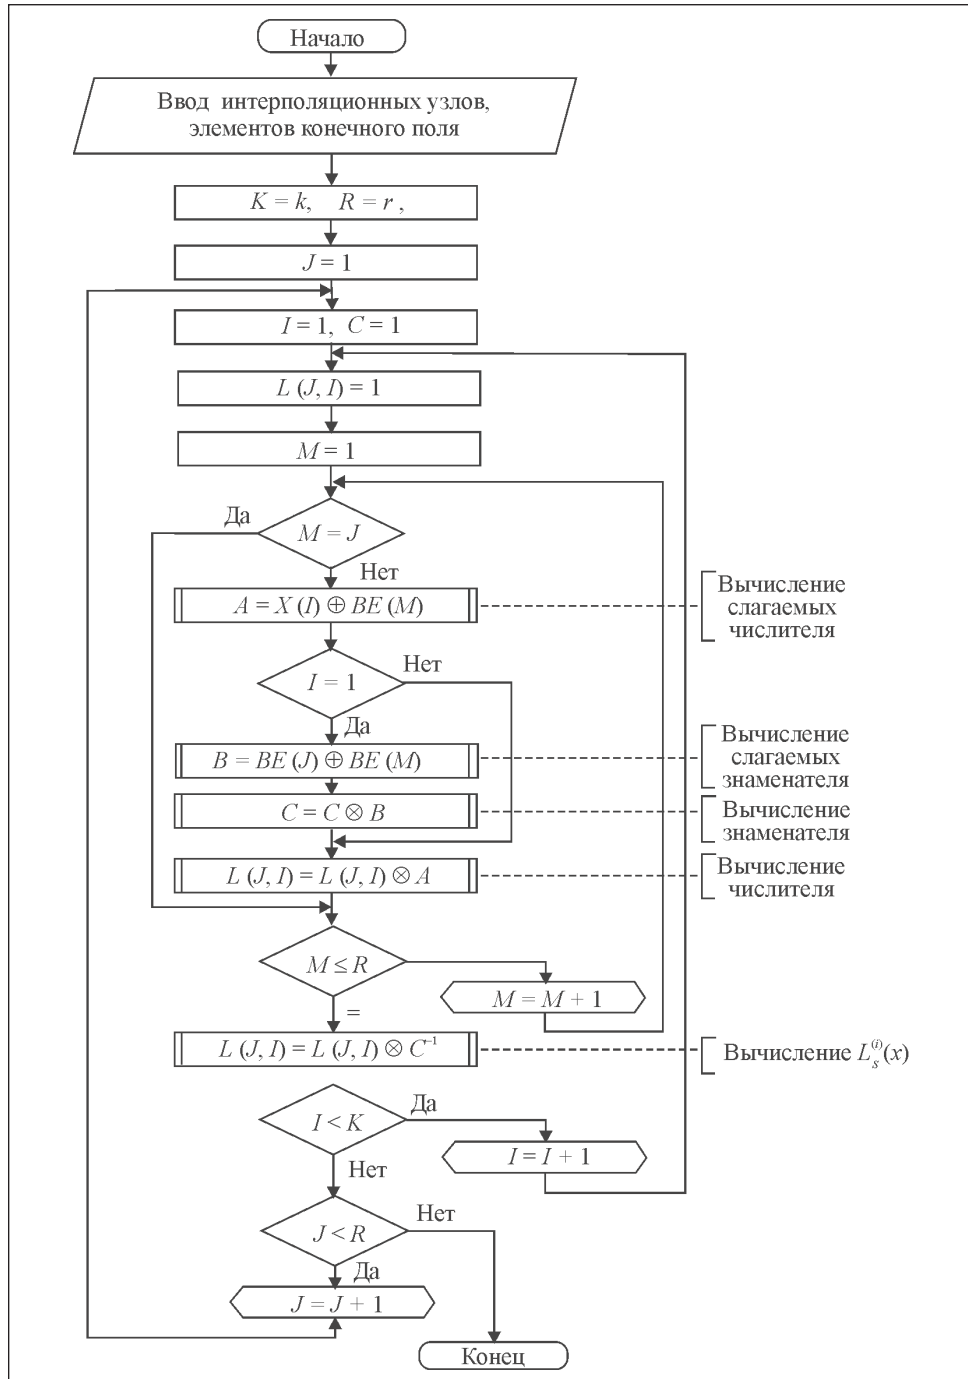 Начало
Ввод интерполяционных узлов,
элементов конечного поля
K = k, R = r ,
J = 1
I = 1, C = 1
L (J, I) = 1
M = 1
Да
M = J
Нет
A = X (I) ⊕ BE (M)
Вычисление
слагаемых
числителя
I = 1
Нет
Да
B = BE (J) ⊕ BE (M)
Вычисление
слагаемых
знаменателя
C = C ⊗ B
Вычисление
знаменателя
L (J, I) = L (J, I) ⊗ A
Вычисление
числителя
M ≤ R
M = M + 1
=
L (J, I) = L (J, I) ⊗ C⁻¹
Вычисление Lₛ⁽ⁱ⁾(x)
I < K
Да
I = I + 1
Нет
J < R
Нет
Да
J = J + 1
Конец